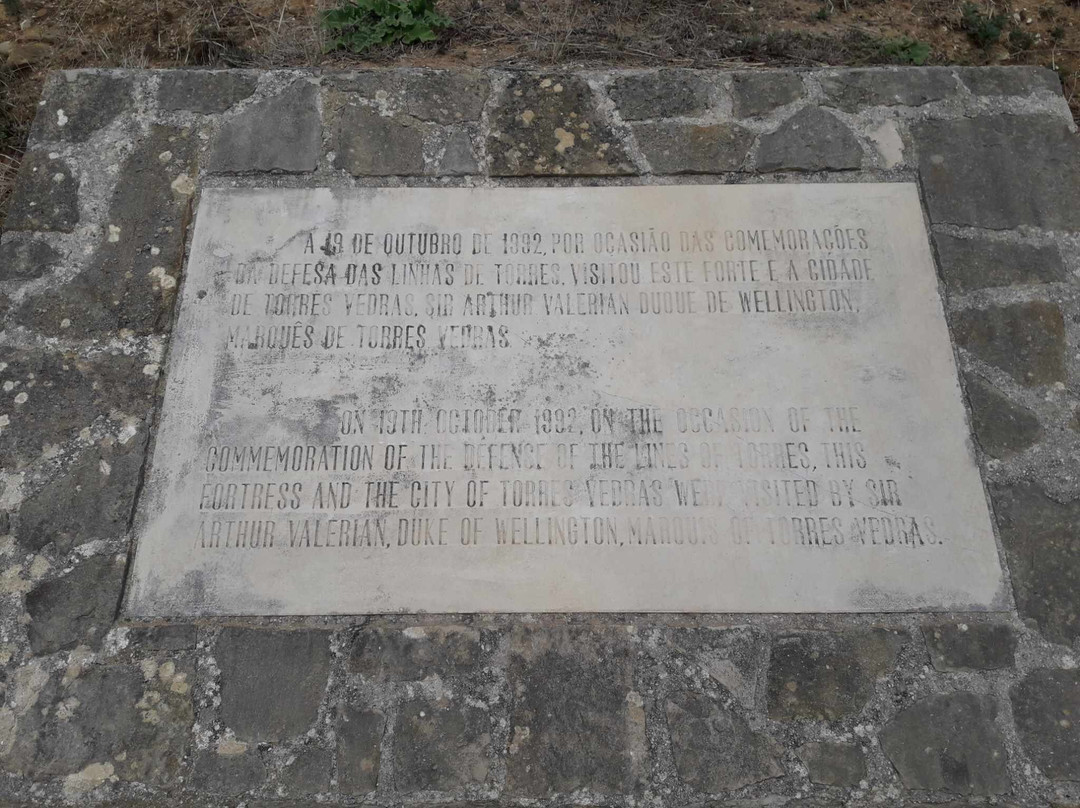 A 19 DE OUTUBRO DE 1992, POR OCASIÃO DAS COMEMORAÇÕES
DA DEFESA DAS LINHAS DE TORRES, VISITOU ESTE FORTE E A CIDADE
DE TORRES VEDRAS, SIR ARTHUR VALERIAN DUQUE DE WELLINGTON,
MARQUÊS DE TORRES VEDRAS.
ON 19TH OCTOBER 1992, ON THE OCCASION OF THE
COMMEMORATION OF THE DEFENSE OF THE LINES OF TORRES, THIS
FORTRESS AND THE CITY OF TORRES VEDRAS WERE VISITED BY SIR
ARTHUR VALERIAN, DUKE OF WELLINGTON, MARQUIS OF TORRES VEDRAS.